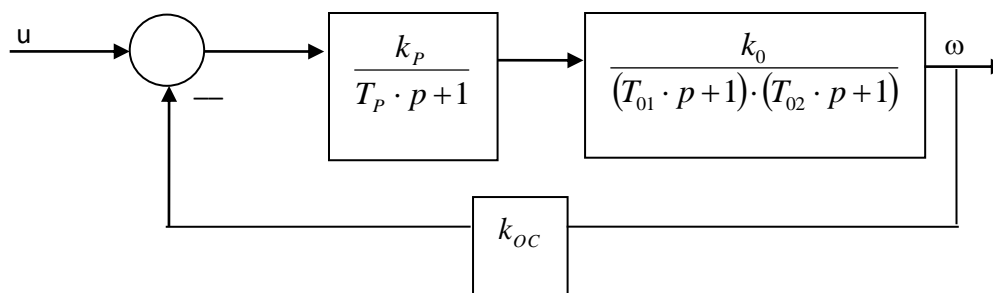 u
—
k_P
T_P · p + 1
k_0
(T_01 · p + 1) · (T_02 · p + 1)
ω
k_OC